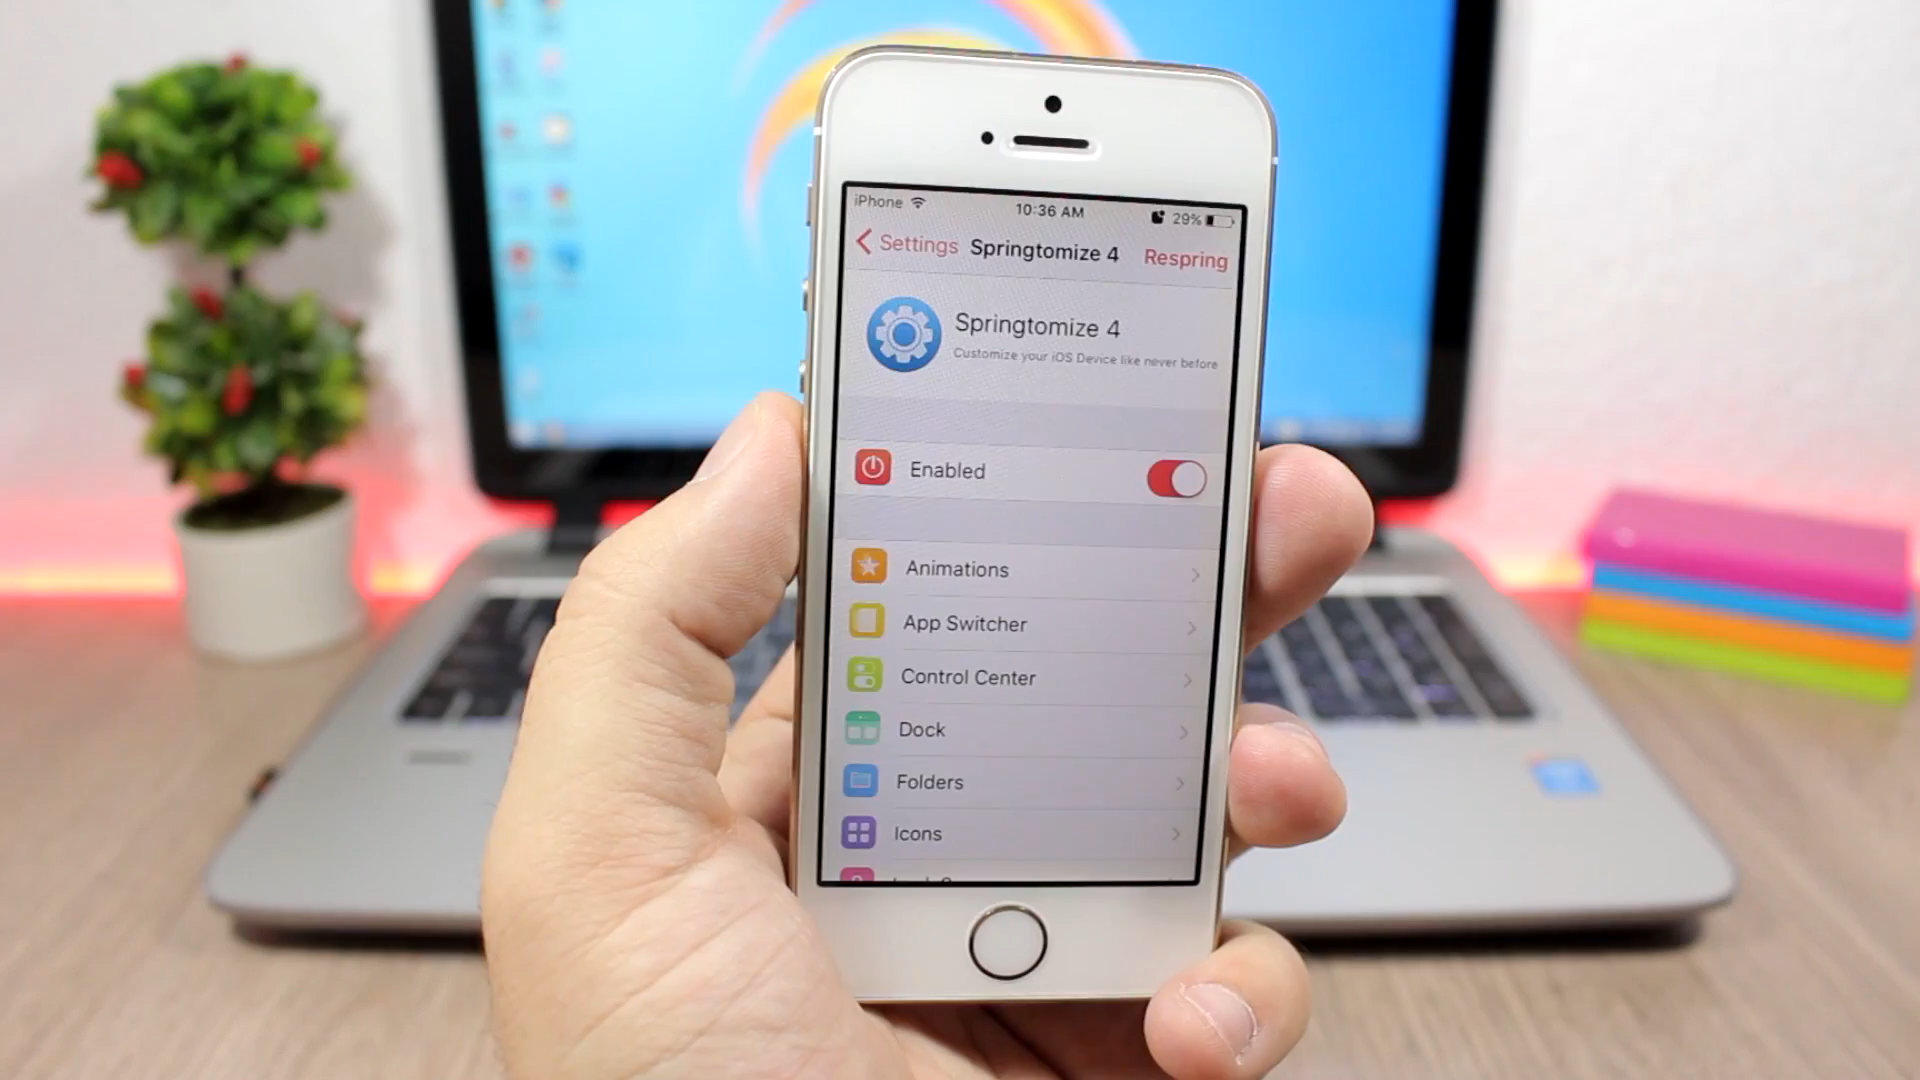 iPhone 10:36 AM 29%
Settings Springtomize 4 Respring
Springtomize 4
Customize your iOS Device like never before
Enabled
Animations
App Switcher
Control Center
Dock
Folders
Icons